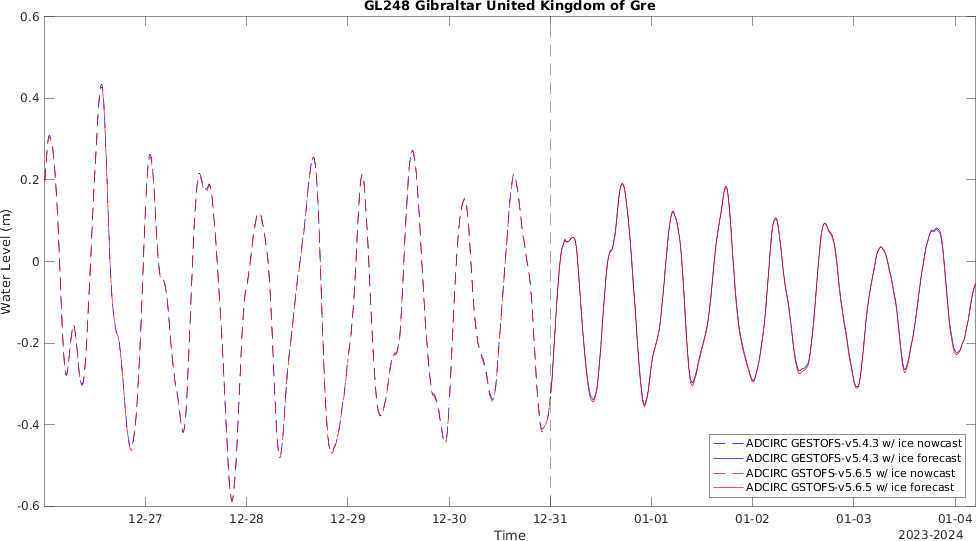 GL248 Gibraltar United Kingdom of Gre
0.6
0.4
0.2
0
-0.2
-0.4
-0.6
Water Level (m)
12-27
12-28
12-29
12-30
12-31
01-01
01-02
01-03
01-04
Time
2023-2024
ADCIRC GESTOFS-v5.4.3 w/ ice nowcast
ADCIRC GESTOFS-v5.4.3 w/ ice forecast
ADCIRC GSTOFS-v5.6.5 w/ ice nowcast
ADCIRC GSTOFS-v5.6.5 w/ ice forecast